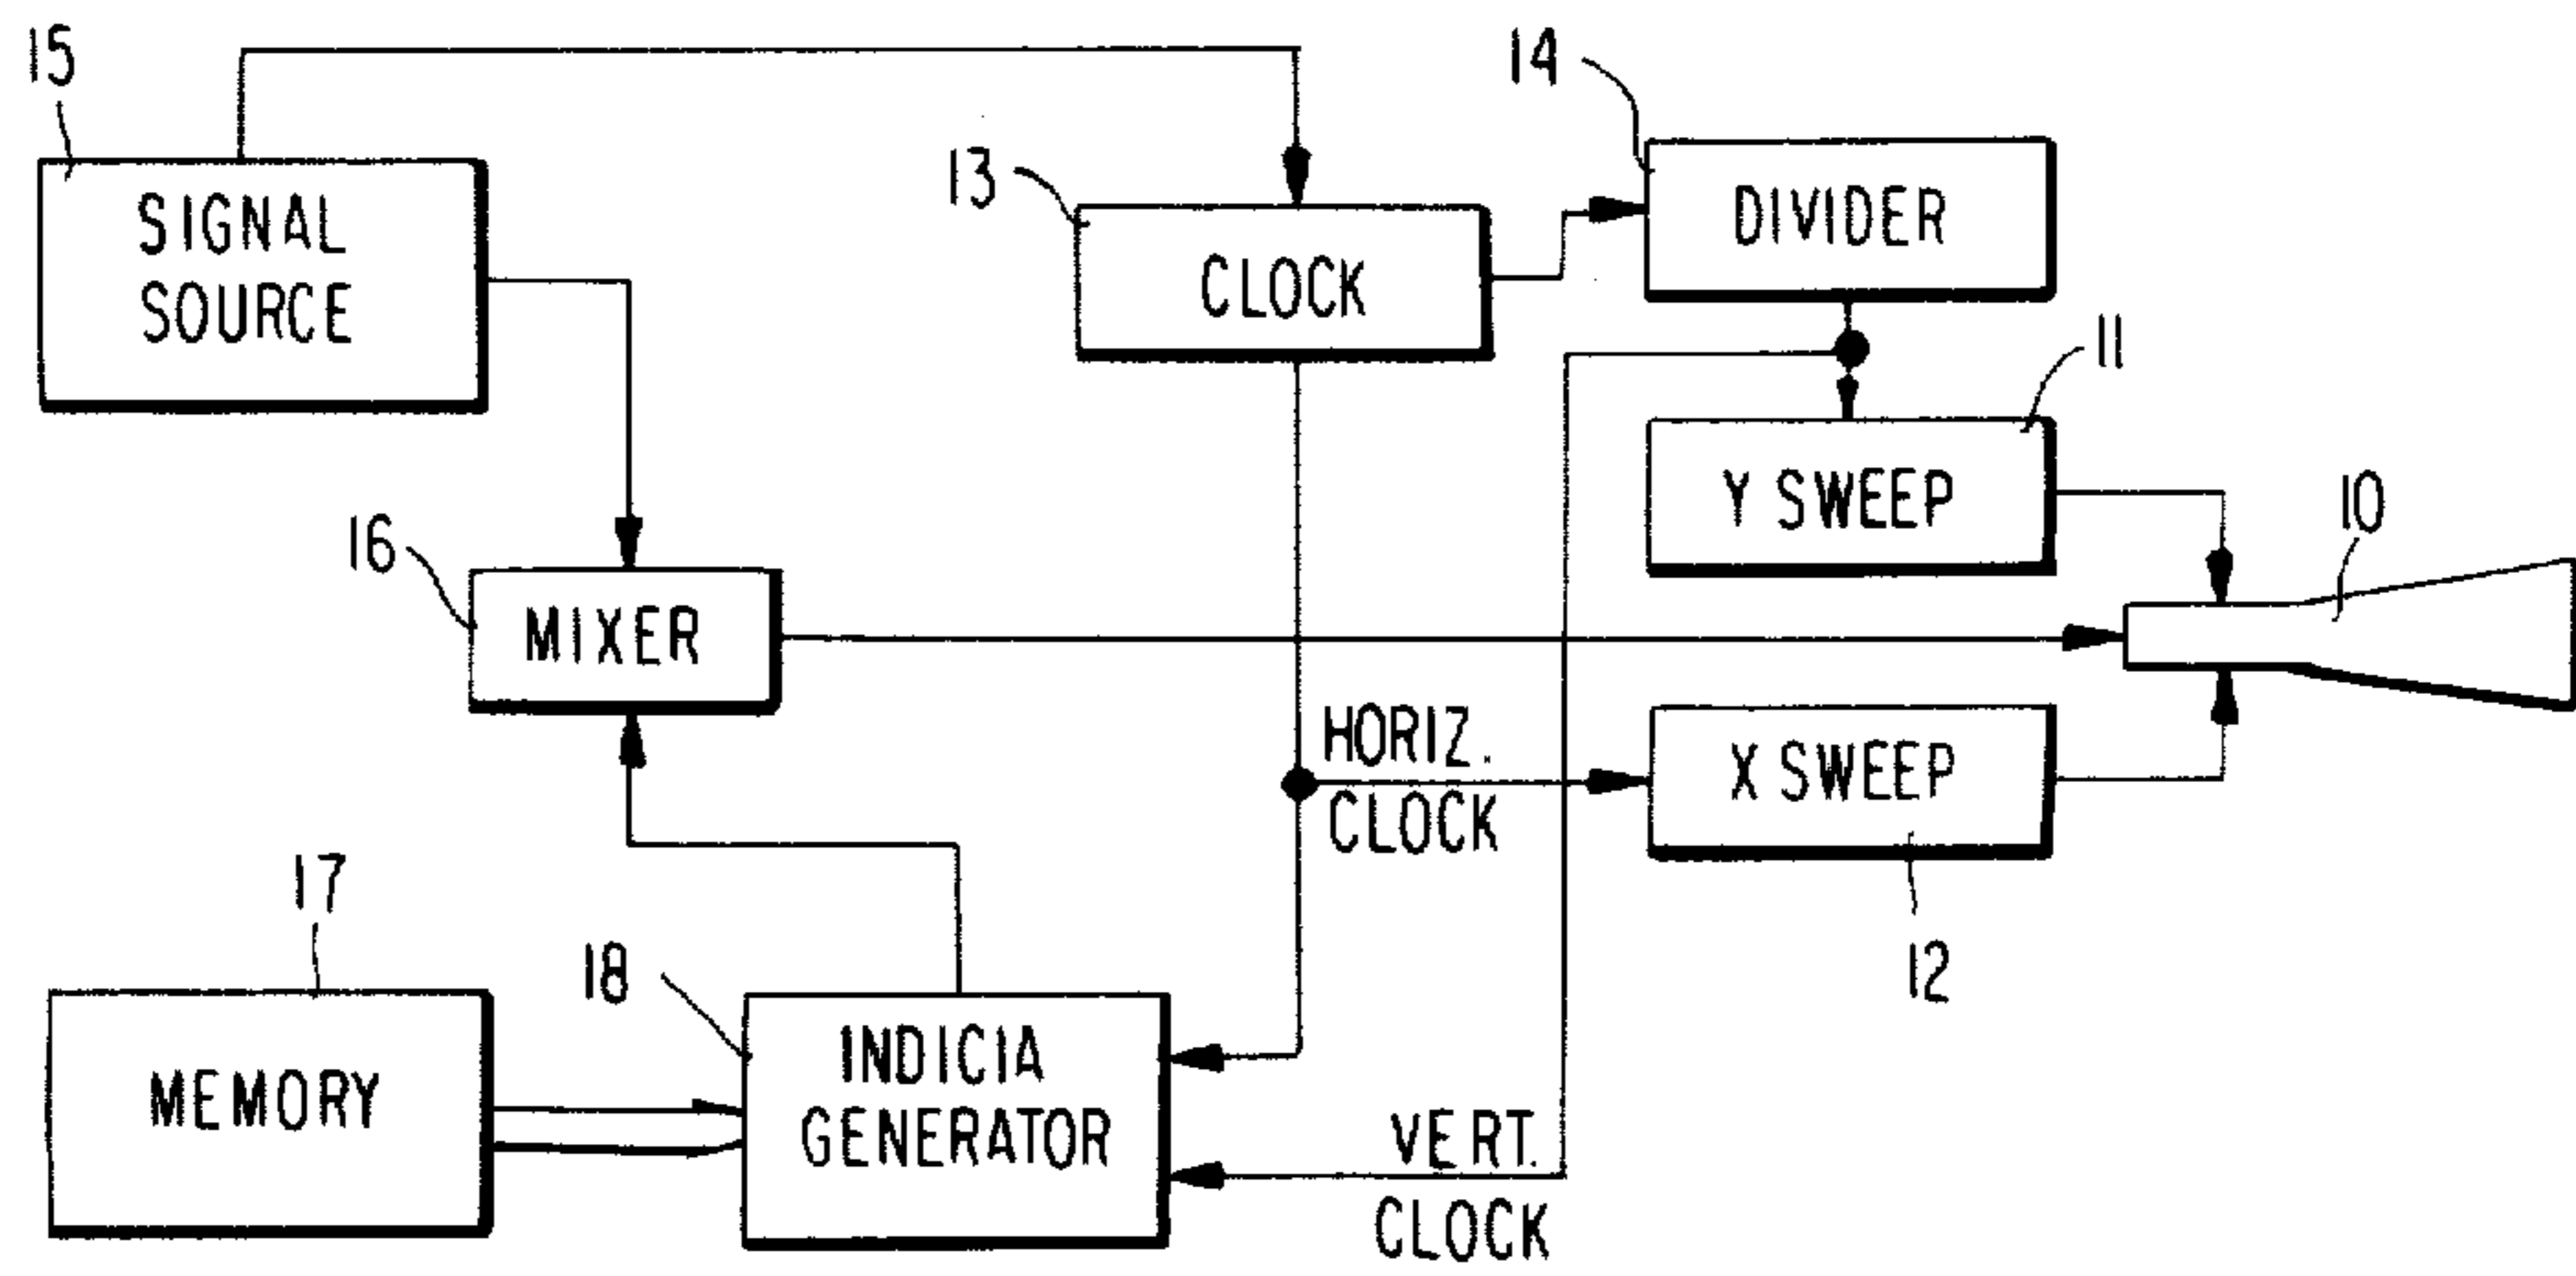 15
SIGNAL
SOURCE
13
CLOCK
14
DIVIDER
11
Y SWEEP
10
16
MIXER
HORIZ.
CLOCK
X SWEEP
12
17
MEMORY
18
INDICIA
GENERATOR
VERT.
CLOCK